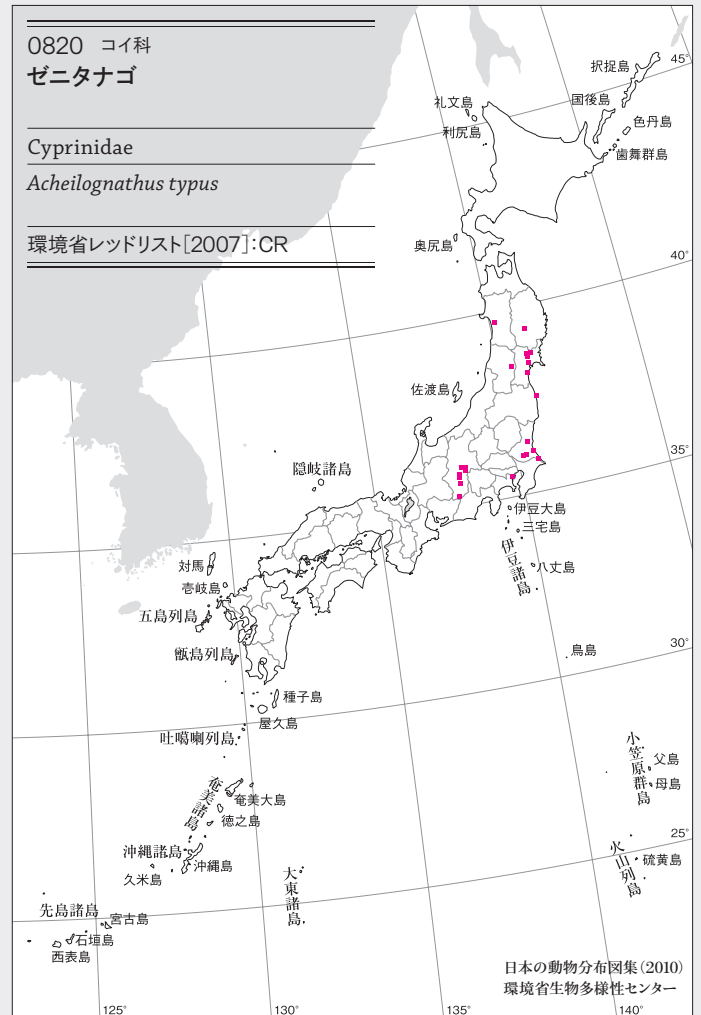 0820 コイ科
ゼニタナゴ
Cyprinidae
Acheilognathus typus
環境省レッドリスト[2007]:CR
45°
択捉島
国後島
色丹島
歯舞群島
礼文島
利尻島
奥尻島
40°
佐渡島
35°
隠岐諸島
伊豆大島
三宅島
伊豆諸島
八丈島
対馬
壱岐島
五島列島
甑島列島
鳥島
30°
種子島
屋久島
吐噶喇列島
小笠原群島
父島
母島
奄美諸島
奄美大島
徳之島
25°
火山列島
硫黄島
沖縄諸島
沖縄島
久米島
大東諸島
先島諸島
宮古島
石垣島
西表島
日本の動物分布図集(2010)
環境省生物多様性センター
125°
130°
135°
140°